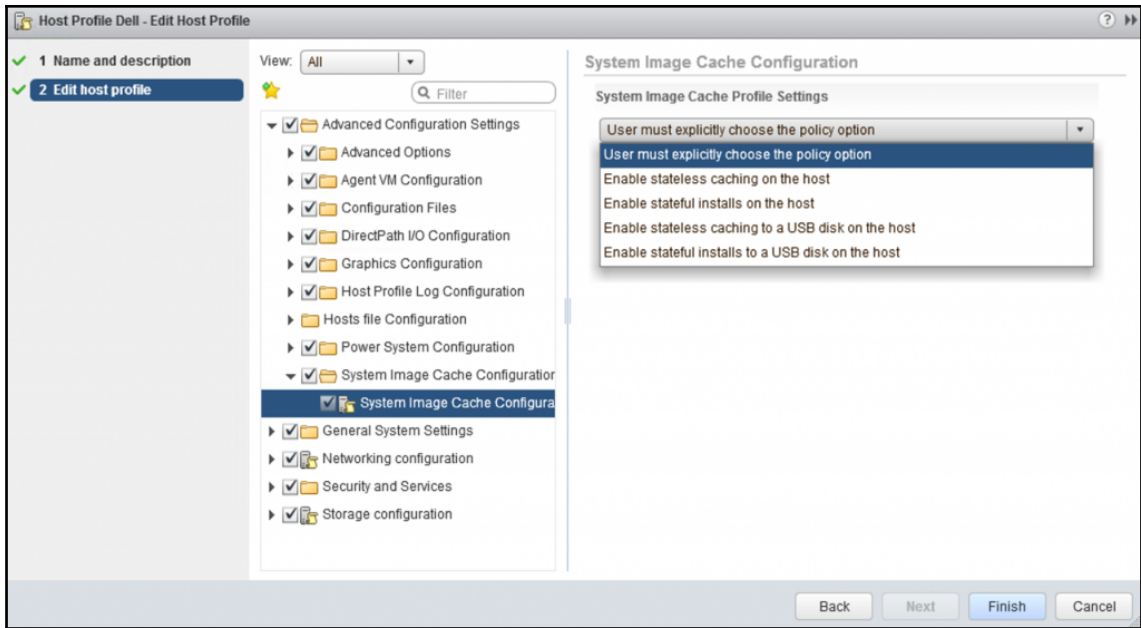 Host Profile Dell - Edit Host Profile
1 Name and description
2 Edit host profile
View: All
Filter
Advanced Configuration Settings
Advanced Options
Agent VM Configuration
Configuration Files
DirectPath I/O Configuration
Graphics Configuration
Host Profile Log Configuration
Hosts file Configuration
Power System Configuration
System Image Cache Configuration
System Image Cache Configura
General System Settings
Networking configuration
Security and Services
Storage configuration
System Image Cache Configuration
System Image Cache Profile Settings
User must explicitly choose the policy option
User must explicitly choose the policy option
Enable stateless caching on the host
Enable stateful installs on the host
Enable stateless caching to a USB disk on the host
Enable stateful installs to a USB disk on the host
Back Next Finish Cancel